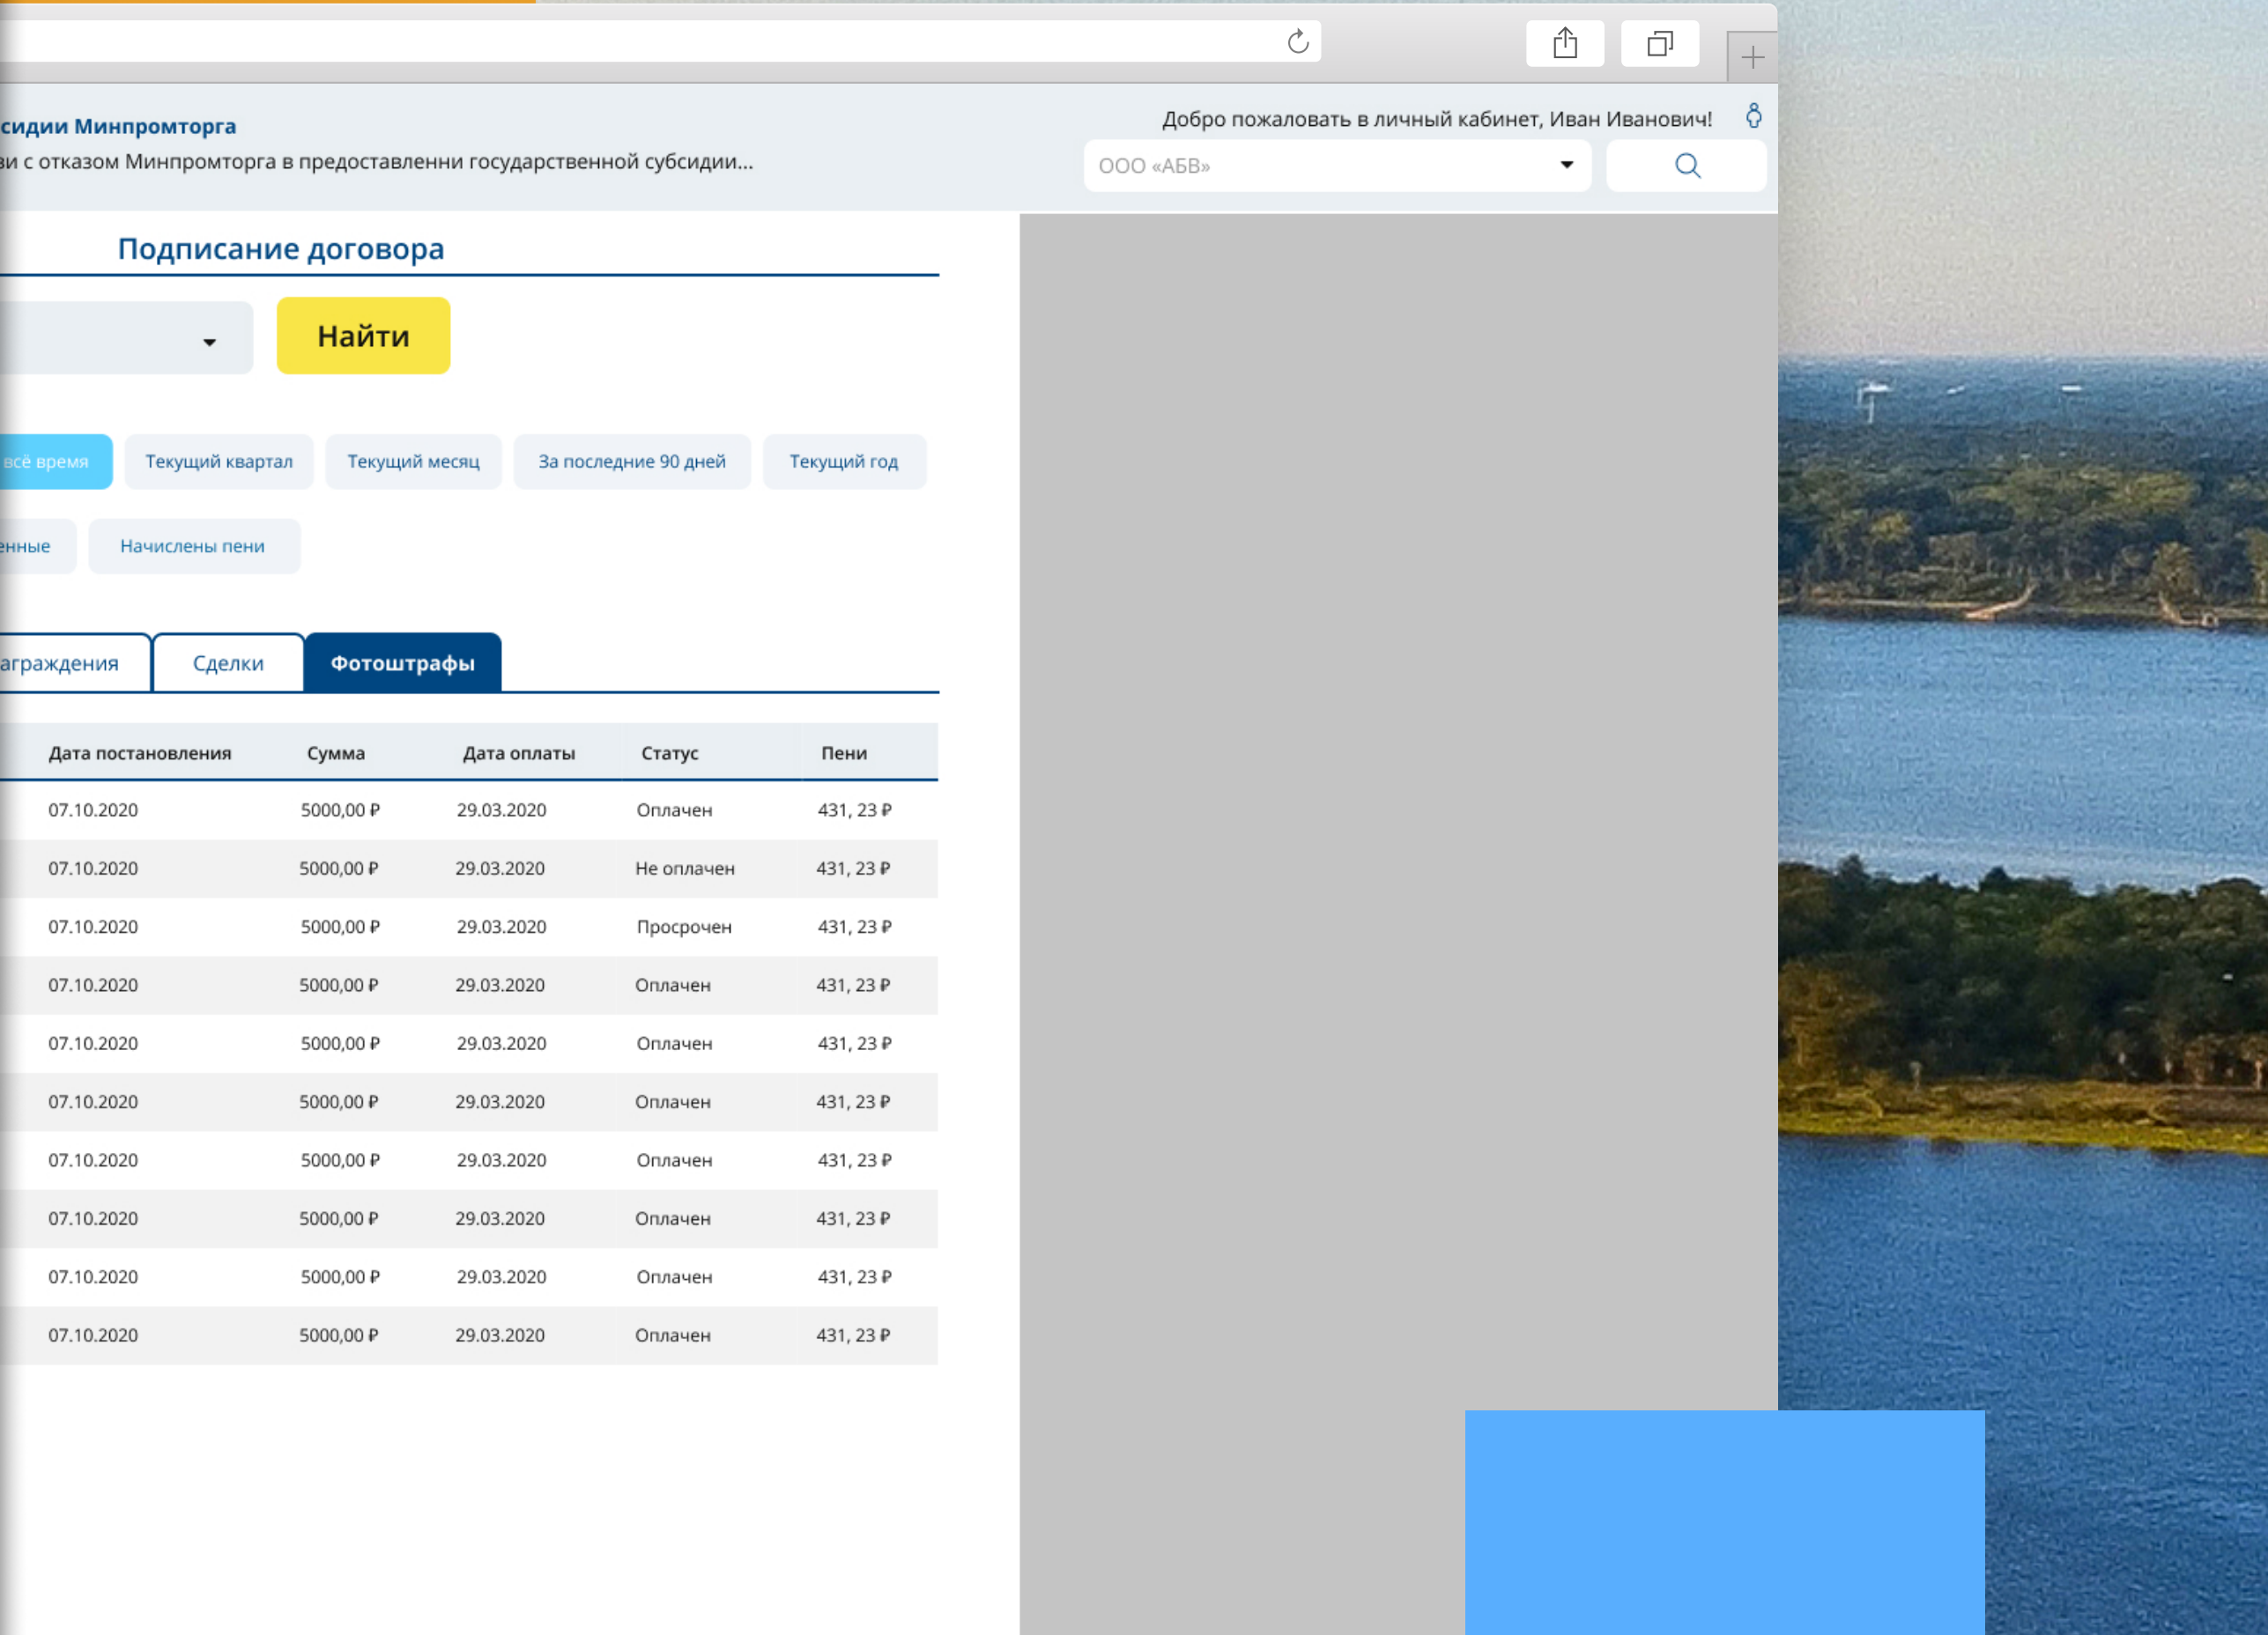 сидии Минпромторга
Добро пожаловать в личный кабинет, Иван Иванович!
с отказом Минпромторга в предоставленни государственной субсидии...
ООО «АБВ»
Подписание договора
Найти
всё время
Текущий квартал
Текущий месяц
За последние 90 дней
Текущий год
Начислены пени
аграждения
Сделки
Фотоштрафы
Дата постановления Сумма Дата оплаты Статус Пени
07.10.2020 5000,00 ₽ 29.03.2020 Оплачен 431, 23 ₽
07.10.2020 5000,00 ₽ 29.03.2020 Не оплачен 431, 23 ₽
07.10.2020 5000,00 ₽ 29.03.2020 Просрочен 431, 23 ₽
07.10.2020 5000,00 ₽ 29.03.2020 Оплачен 431, 23 ₽
07.10.2020 5000,00 ₽ 29.03.2020 Оплачен 431, 23 ₽
07.10.2020 5000,00 ₽ 29.03.2020 Оплачен 431, 23 ₽
07.10.2020 5000,00 ₽ 29.03.2020 Оплачен 431, 23 ₽
07.10.2020 5000,00 ₽ 29.03.2020 Оплачен 431, 23 ₽
07.10.2020 5000,00 ₽ 29.03.2020 Оплачен 431, 23 ₽
07.10.2020 5000,00 ₽ 29.03.2020 Оплачен 431, 23 ₽